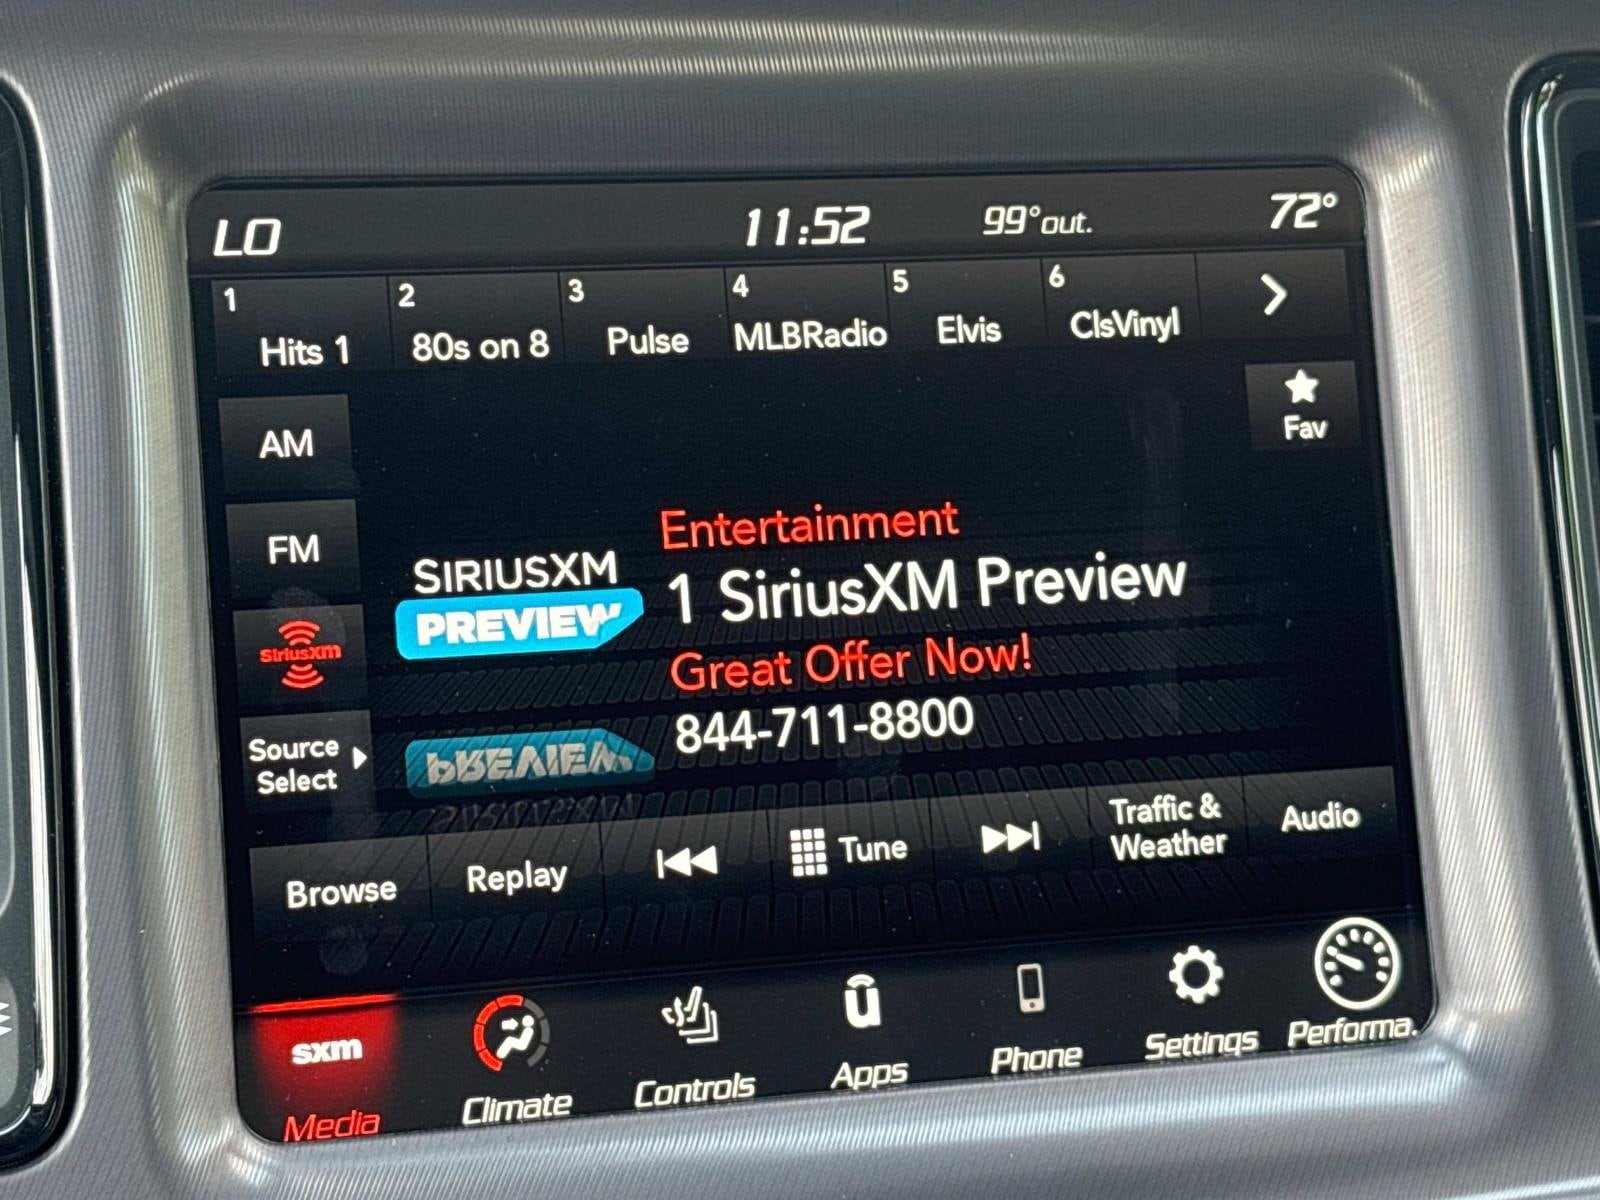 LO 11:52 99° out. 72°
1 2 3 4 5 6
Hits 1 80s on 8 Pulse MLBRadio Elvis ClsVinyl
Fav
AM
FM
siriusxm
Source
Select
SIRIUSXM
PREVIEW
Entertainment
1 SiriusXM Preview
Great Offer Now!
844-711-8800
PREVIEW
SIRIUSXM
Browse
Replay
Tune
Traffic &
Weather
Audio
sxm
Media
Climate
Controls
u
Apps
Phone
Settings
Performa.